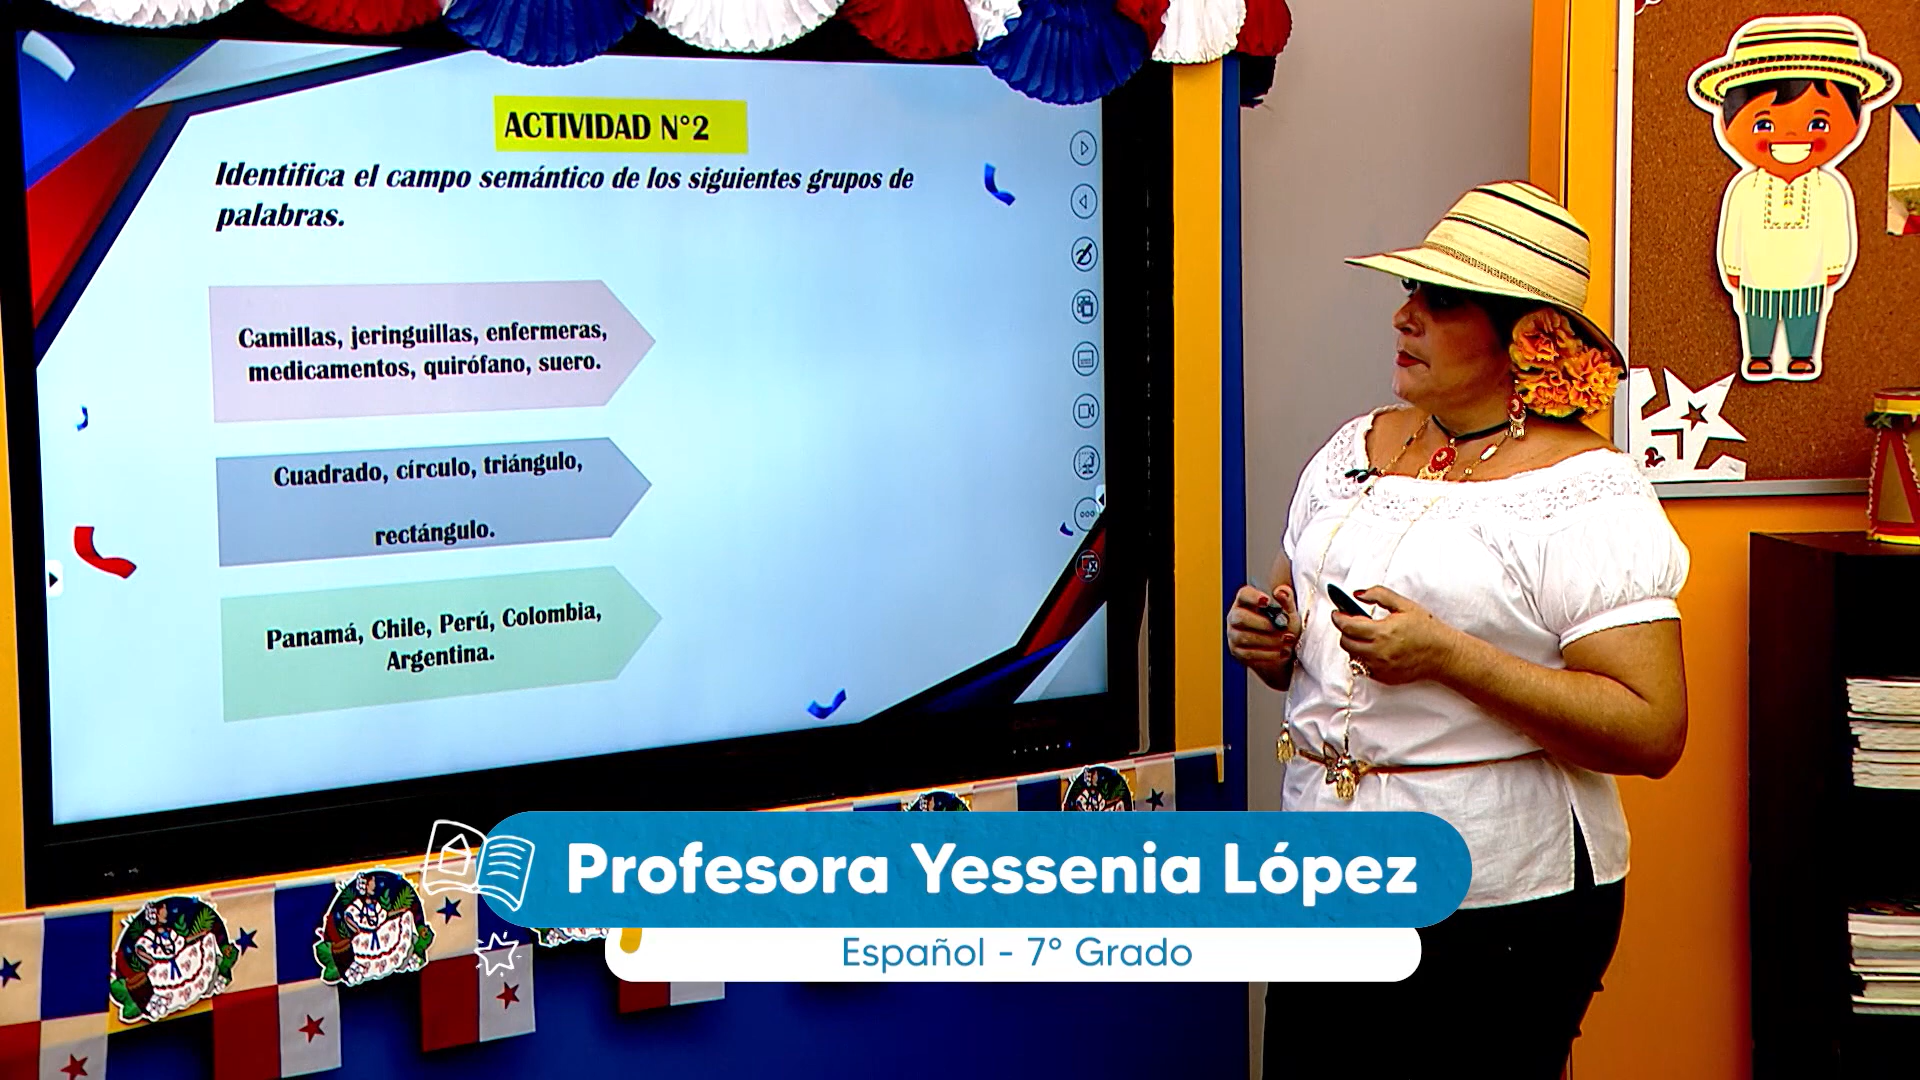 ACTIVIDAD N°2
Identifica el campo semántico de los siguientes grupos de
palabras.
Camillas, jeringuillas, enfermeras,
medicamentos, quirófano, suero.
Cuadrado, círculo, triángulo,
rectángulo.
Panamá, Chile, Perú, Colombia,
Argentina.
Profesora Yessenia López
Español - 7° Grado